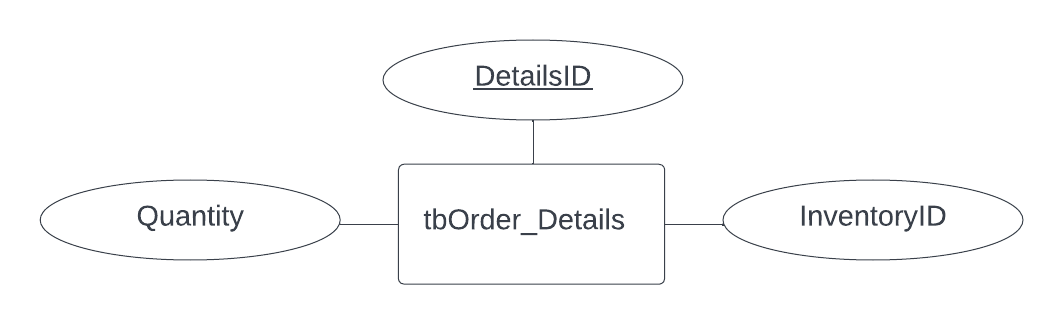 DetailsID
Quantity
tbOrder_Details
InventoryID